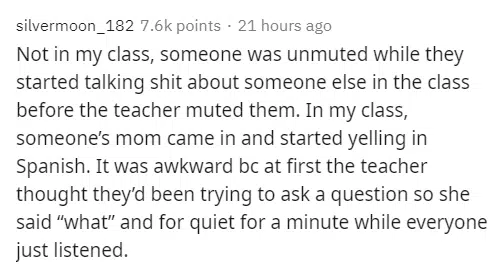 silvermoon_182 7.6k points · 21 hours ago
Not in my class, someone was unmuted while they
started talking shit about someone else in the class
before the teacher muted them. In my class,
someone’s mom came in and started yelling in
Spanish. It was awkward bc at first the teacher
thought they’d been trying to ask a question so she
said “what” and for quiet for a minute while everyone
just listened.